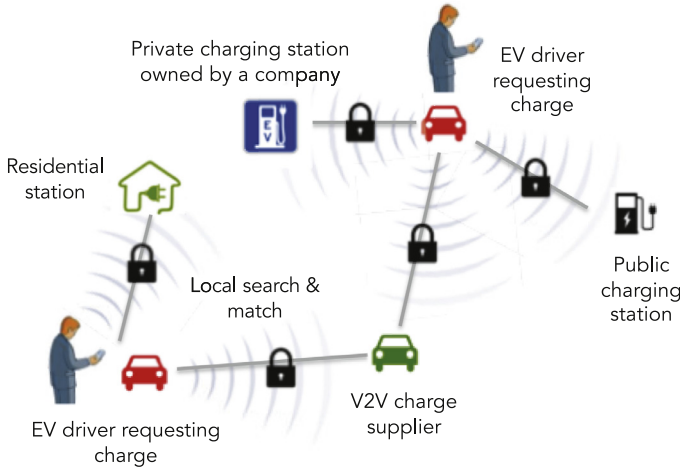 Private charging station
owned by a company
EV driver
requesting
charge
E
V
Residential
station
Public
charging
station
Local search &
match
V2V charge
supplier
EV driver requesting
charge